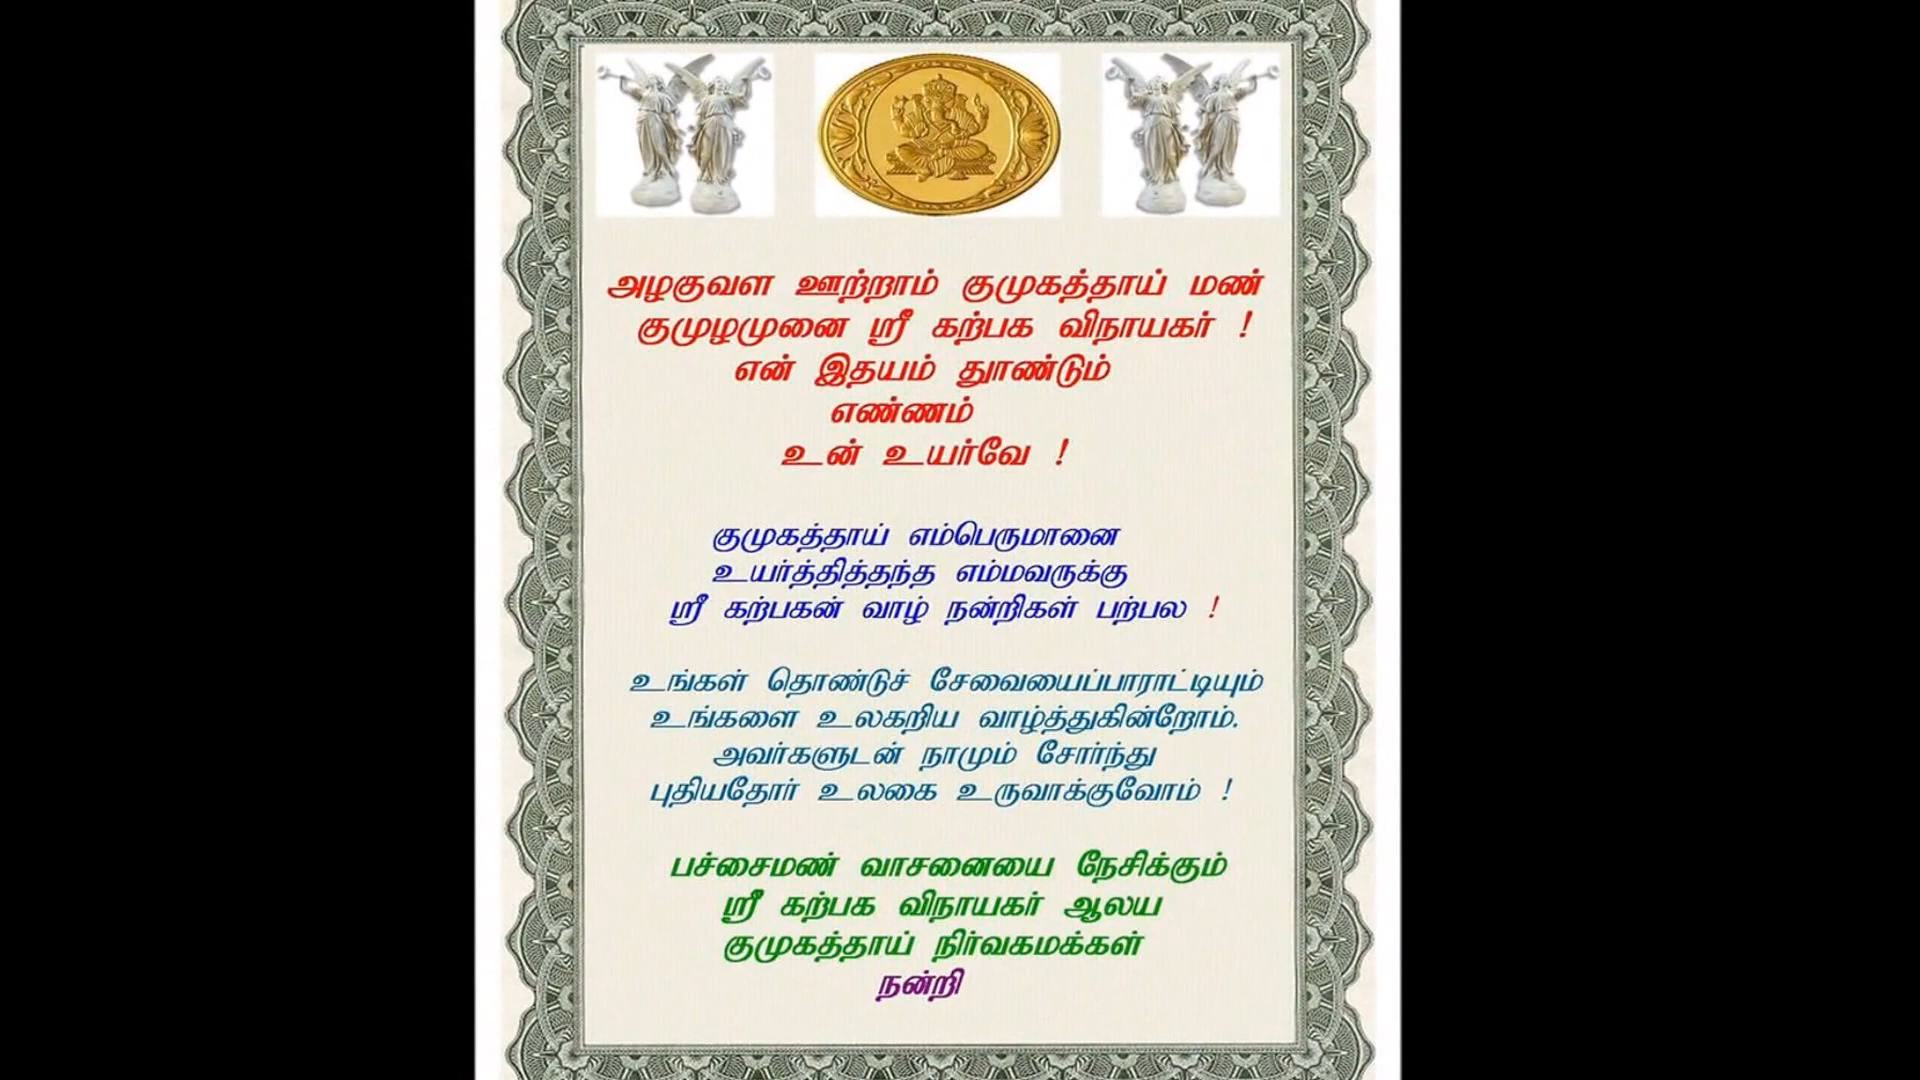 அழகுவள ஊற்றாம் குமுகத்தாய் மண்
குமுழமுனை ஸ்ரீ கற்பக விநாயகர் !
என் இதயம் தூண்டும்
எண்ணம்
உன் உயர்வே !
குமுகத்தாய் எம்பெருமானை
உயர்த்தித்தந்த எம்மவருக்கு
ஸ்ரீ கற்பகன் வாழ் நன்றிகள் பற்பல !
உங்கள் தொண்டுச் சேவையைப்பாராட்டியும்
உங்களை உலகறிய வாழ்த்துகின்றோம்.
அவர்களுடன் நாமும் சேர்ர்ந்து
புதியதோர் உலகை உருவாக்குவோம் !
பச்சைமண் வாசனையை நேசிக்கும்
ஸ்ரீ கற்பக விநாயகர் ஆலய
குமுகத்தாய் நிர்வகமக்கள்
நன்றி